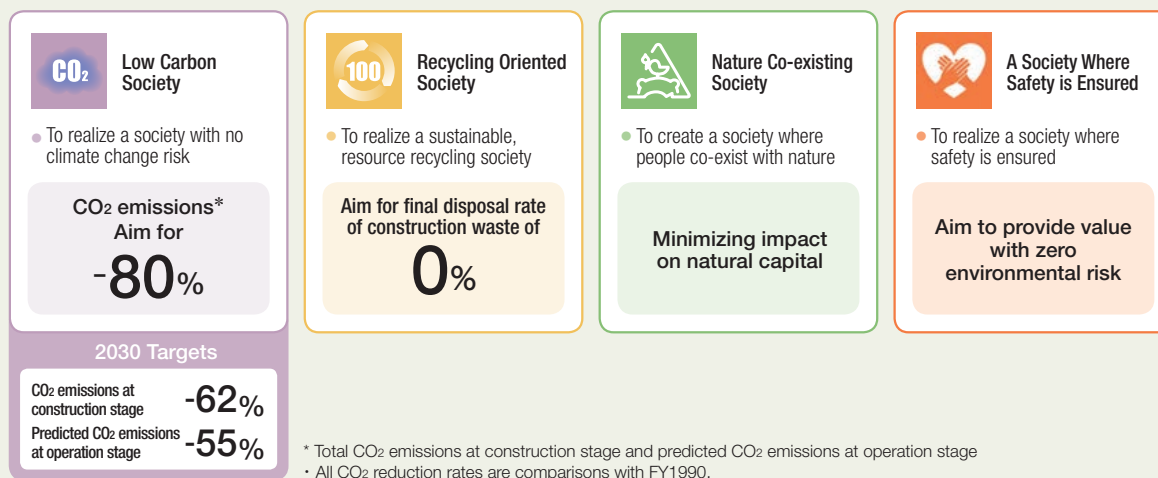 CO2
Low Carbon
Society
• To realize a society with no
climate change risk
CO2 emissions*
Aim for
-80%
2030 Targets
CO2 emissions at
construction stage
-62%
Predicted CO2 emissions
at operation stage
-55%
100
Recycling Oriented
Society
• To realize a sustainable,
resource recycling society
Aim for final disposal rate
of construction waste of
0%
Nature Co-existing
Society
• To create a society where
people co-exist with nature
Minimizing impact
on natural capital
A Society Where
Safety is Ensured
• To realize a society where
safety is ensured
Aim to provide value
with zero
environmental risk
* Total CO2 emissions at construction stage and predicted CO2 emissions at operation stage
• All CO2 reduction rates are comparisons with FY1990.